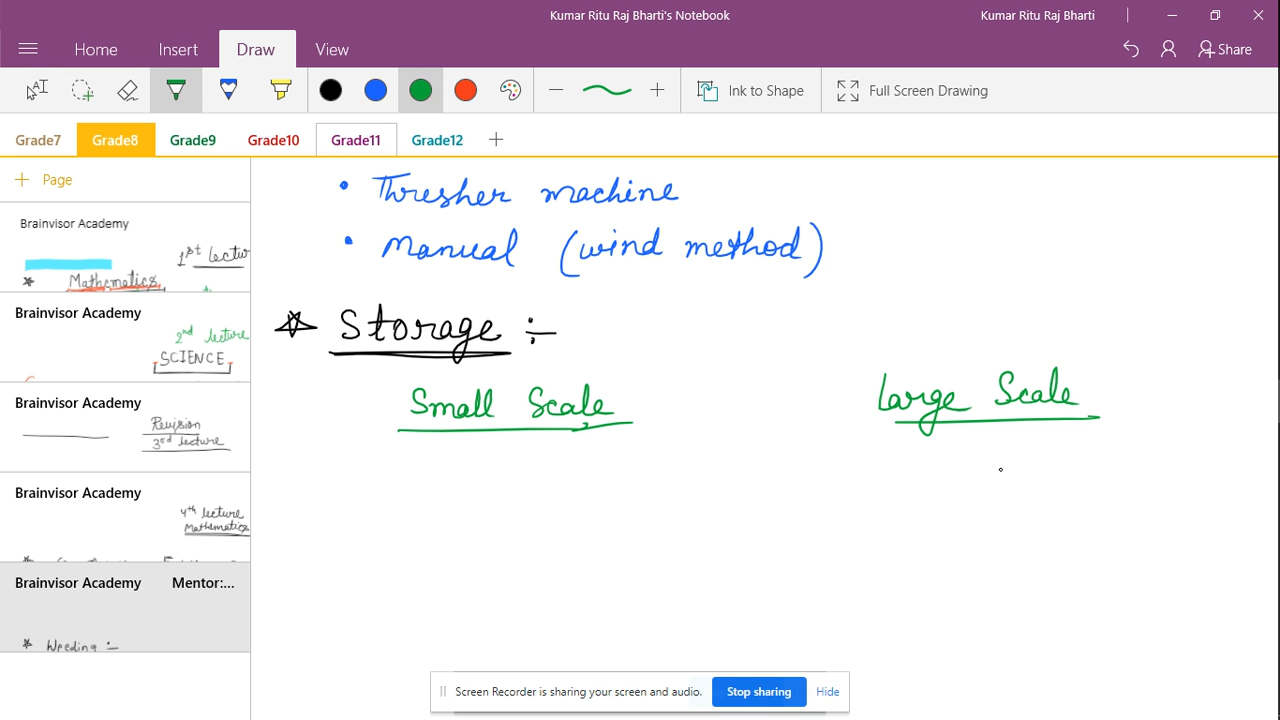 Kumar Ritu Raj Bharti's Notebook
Kumar Ritu Raj Bharti
Home Insert Draw View
Share
Ink to Shape
Full Screen Drawing
Grade7 Grade8 Grade9 Grade10 Grade11 Grade12
Page
Brainvisor Academy
1st lectur
* Mathematics
Brainvisor Academy
2nd lecture
SCIENCE
Brainvisor Academy
Revision
3rd lecture
Brainvisor Academy
4th lecture
Mathematics
Brainvisor Academy Mentor:...
* Weeding :-
• Thresher machine
• Manual (wind method)
Storage :-
Small Scale
Large Scale
Screen Recorder is sharing your screen and audio.
Stop sharing
Hide